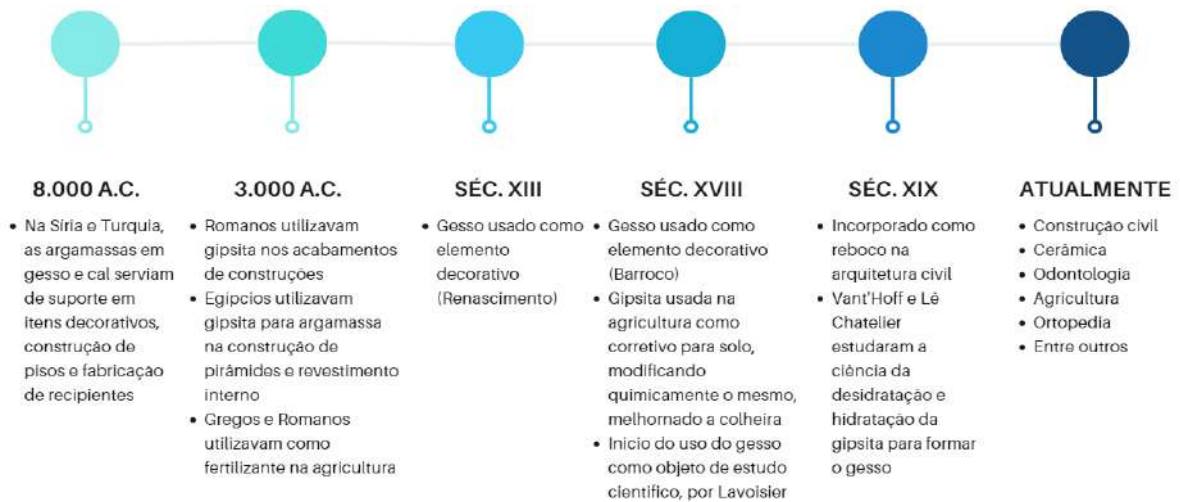 8.000 A.C.
• Na Síria e Turquia,
as argamassas em
gesso e cal serviam
de suporte em
itens decorativos,
construção de
pisos e fabricação
de recipientes
3.000 A.C.
• Romanos utilizavam
gipsita nos acabamentos
de construções
• Egípcios utilizavam
gipsita para argamassa
na construção de
pirâmides e revestimento
interno
• Gregos e Romanos
utilizavam como
fertilizante na agricultura
SÉC. XIII
• Gesso usado como
elemento
decorativo
(Renascimento)
SÉC. XVIII
• Gesso usado como
elemento decorativo
(Barroco)
• Gipsita usada na
agricultura como
corretivo para solo,
modificando
quimicamente o mesmo,
melhornado a colheira
• Inicio do uso do gesso
como objeto de estudo
cientifico, por Lavoisier
SÉC. XIX
• Incorporado como
reboco na
arquitetura civil
• Vant'Hoff e Lê
Chatelier
estudaram a
ciência da
desidratação e
hidratação da
gipsita para formar
o gesso
ATUALMENTE
• Construção civil
• Cerâmica
• Odontologia
• Agricultura
• Ortopedia
• Entre outros